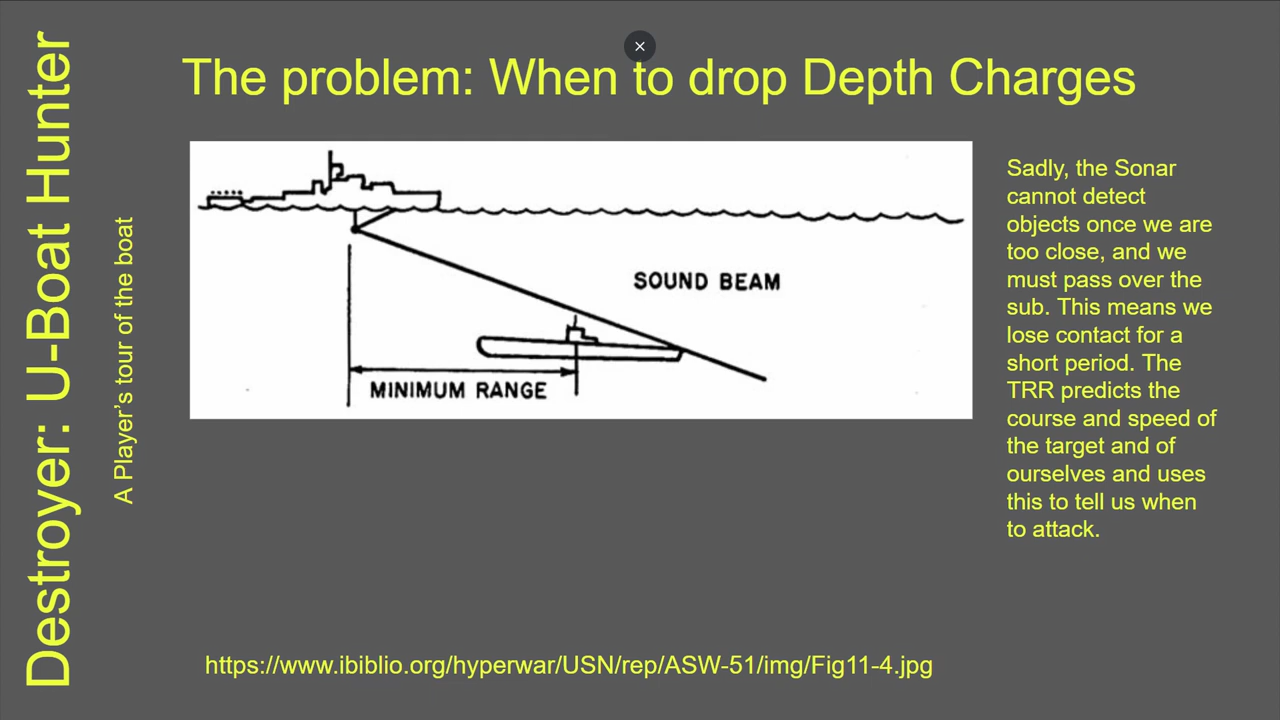 Destroyer: U-Boat Hunter
A Player's tour of the boat
The problem: When to drop Depth Charges
SOUND BEAM
MINIMUM RANGE
Sadly, the Sonar
cannot detect
objects once we are
too close, and we
must pass over the
sub. This means we
lose contact for a
short period. The
TRR predicts the
course and speed of
the target and of
ourselves and uses
this to tell us when
to attack.
https://www.ibiblio.org/hyperwar/USN/rep/ASW-51/img/Fig11-4.jpg